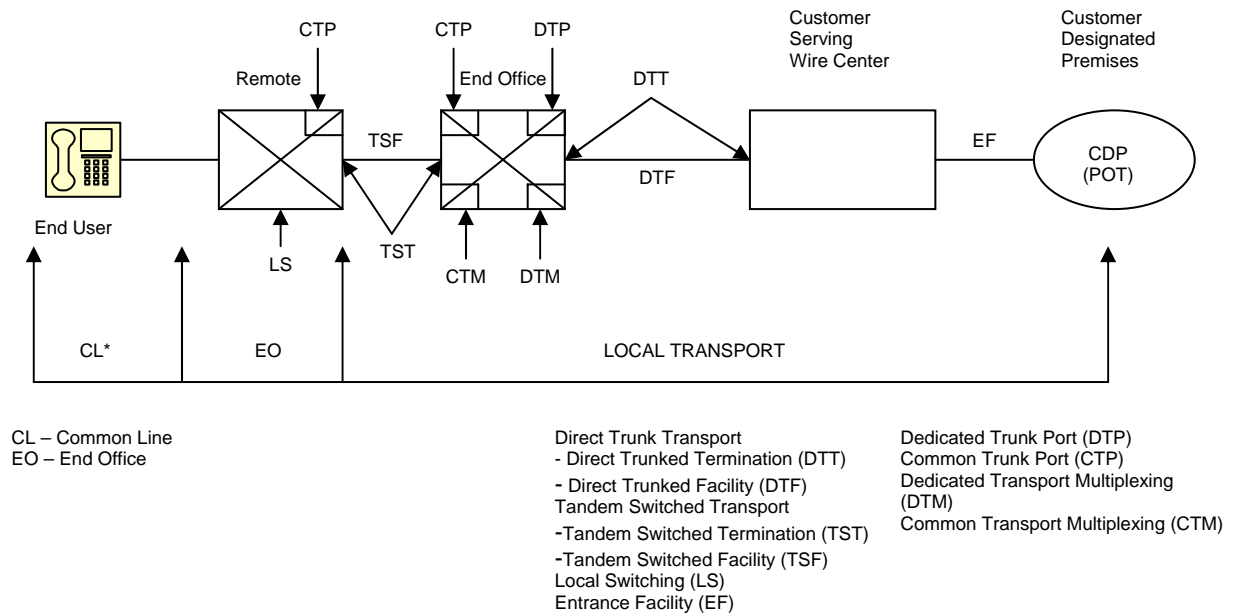 Customer
Serving
Wire Center
Customer
Designated
Premises
CTP
CTP
DTP
Remote
End Office
DTT
TSF
DTF
EF
CDP
(POT)
End User
LS
TST
CTM
DTM
CL*
EO
LOCAL TRANSPORT
CL – Common Line
EO – End Office
Direct Trunk Transport
- Direct Trunked Termination (DTT)
- Direct Trunked Facility (DTF)
Tandem Switched Transport
-Tandem Switched Termination (TST)
-Tandem Switched Facility (TSF)
Local Switching (LS)
Entrance Facility (EF)
Dedicated Trunk Port (DTP)
Common Trunk Port (CTP)
Dedicated Transport Multiplexing
(DTM)
Common Transport Multiplexing (CTM)